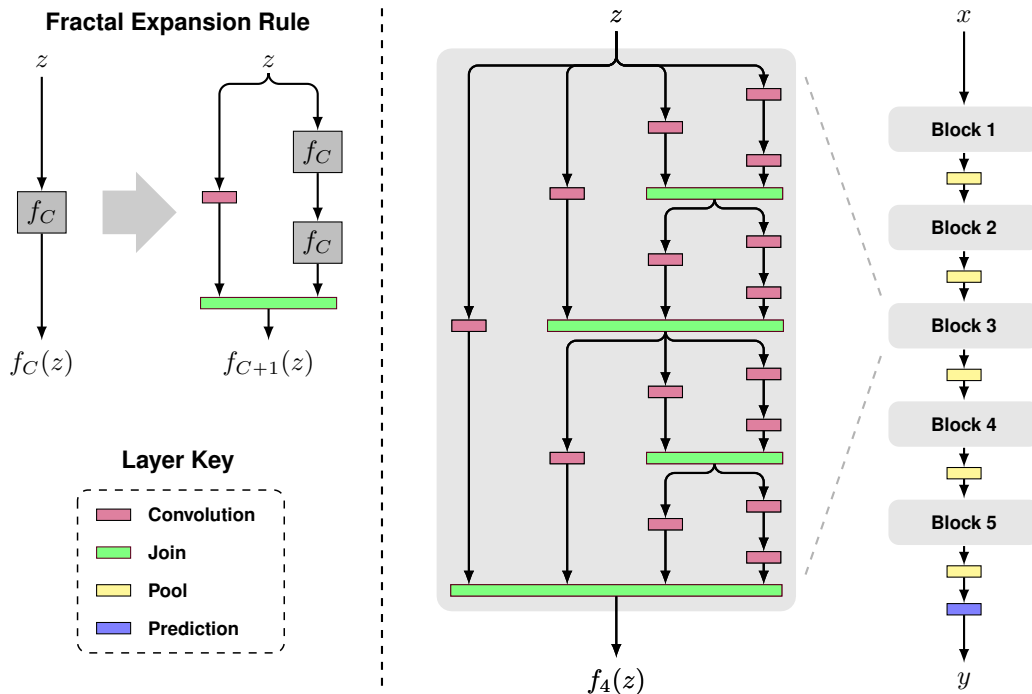 Fractal Expansion Rule
z
f_C
f_C(z)
z
f_C
f_C
f_{C+1}(z)
Layer Key
Convolution
Join
Pool
Prediction
z
f_4(z)
x
Block 1
Block 2
Block 3
Block 4
Block 5
y